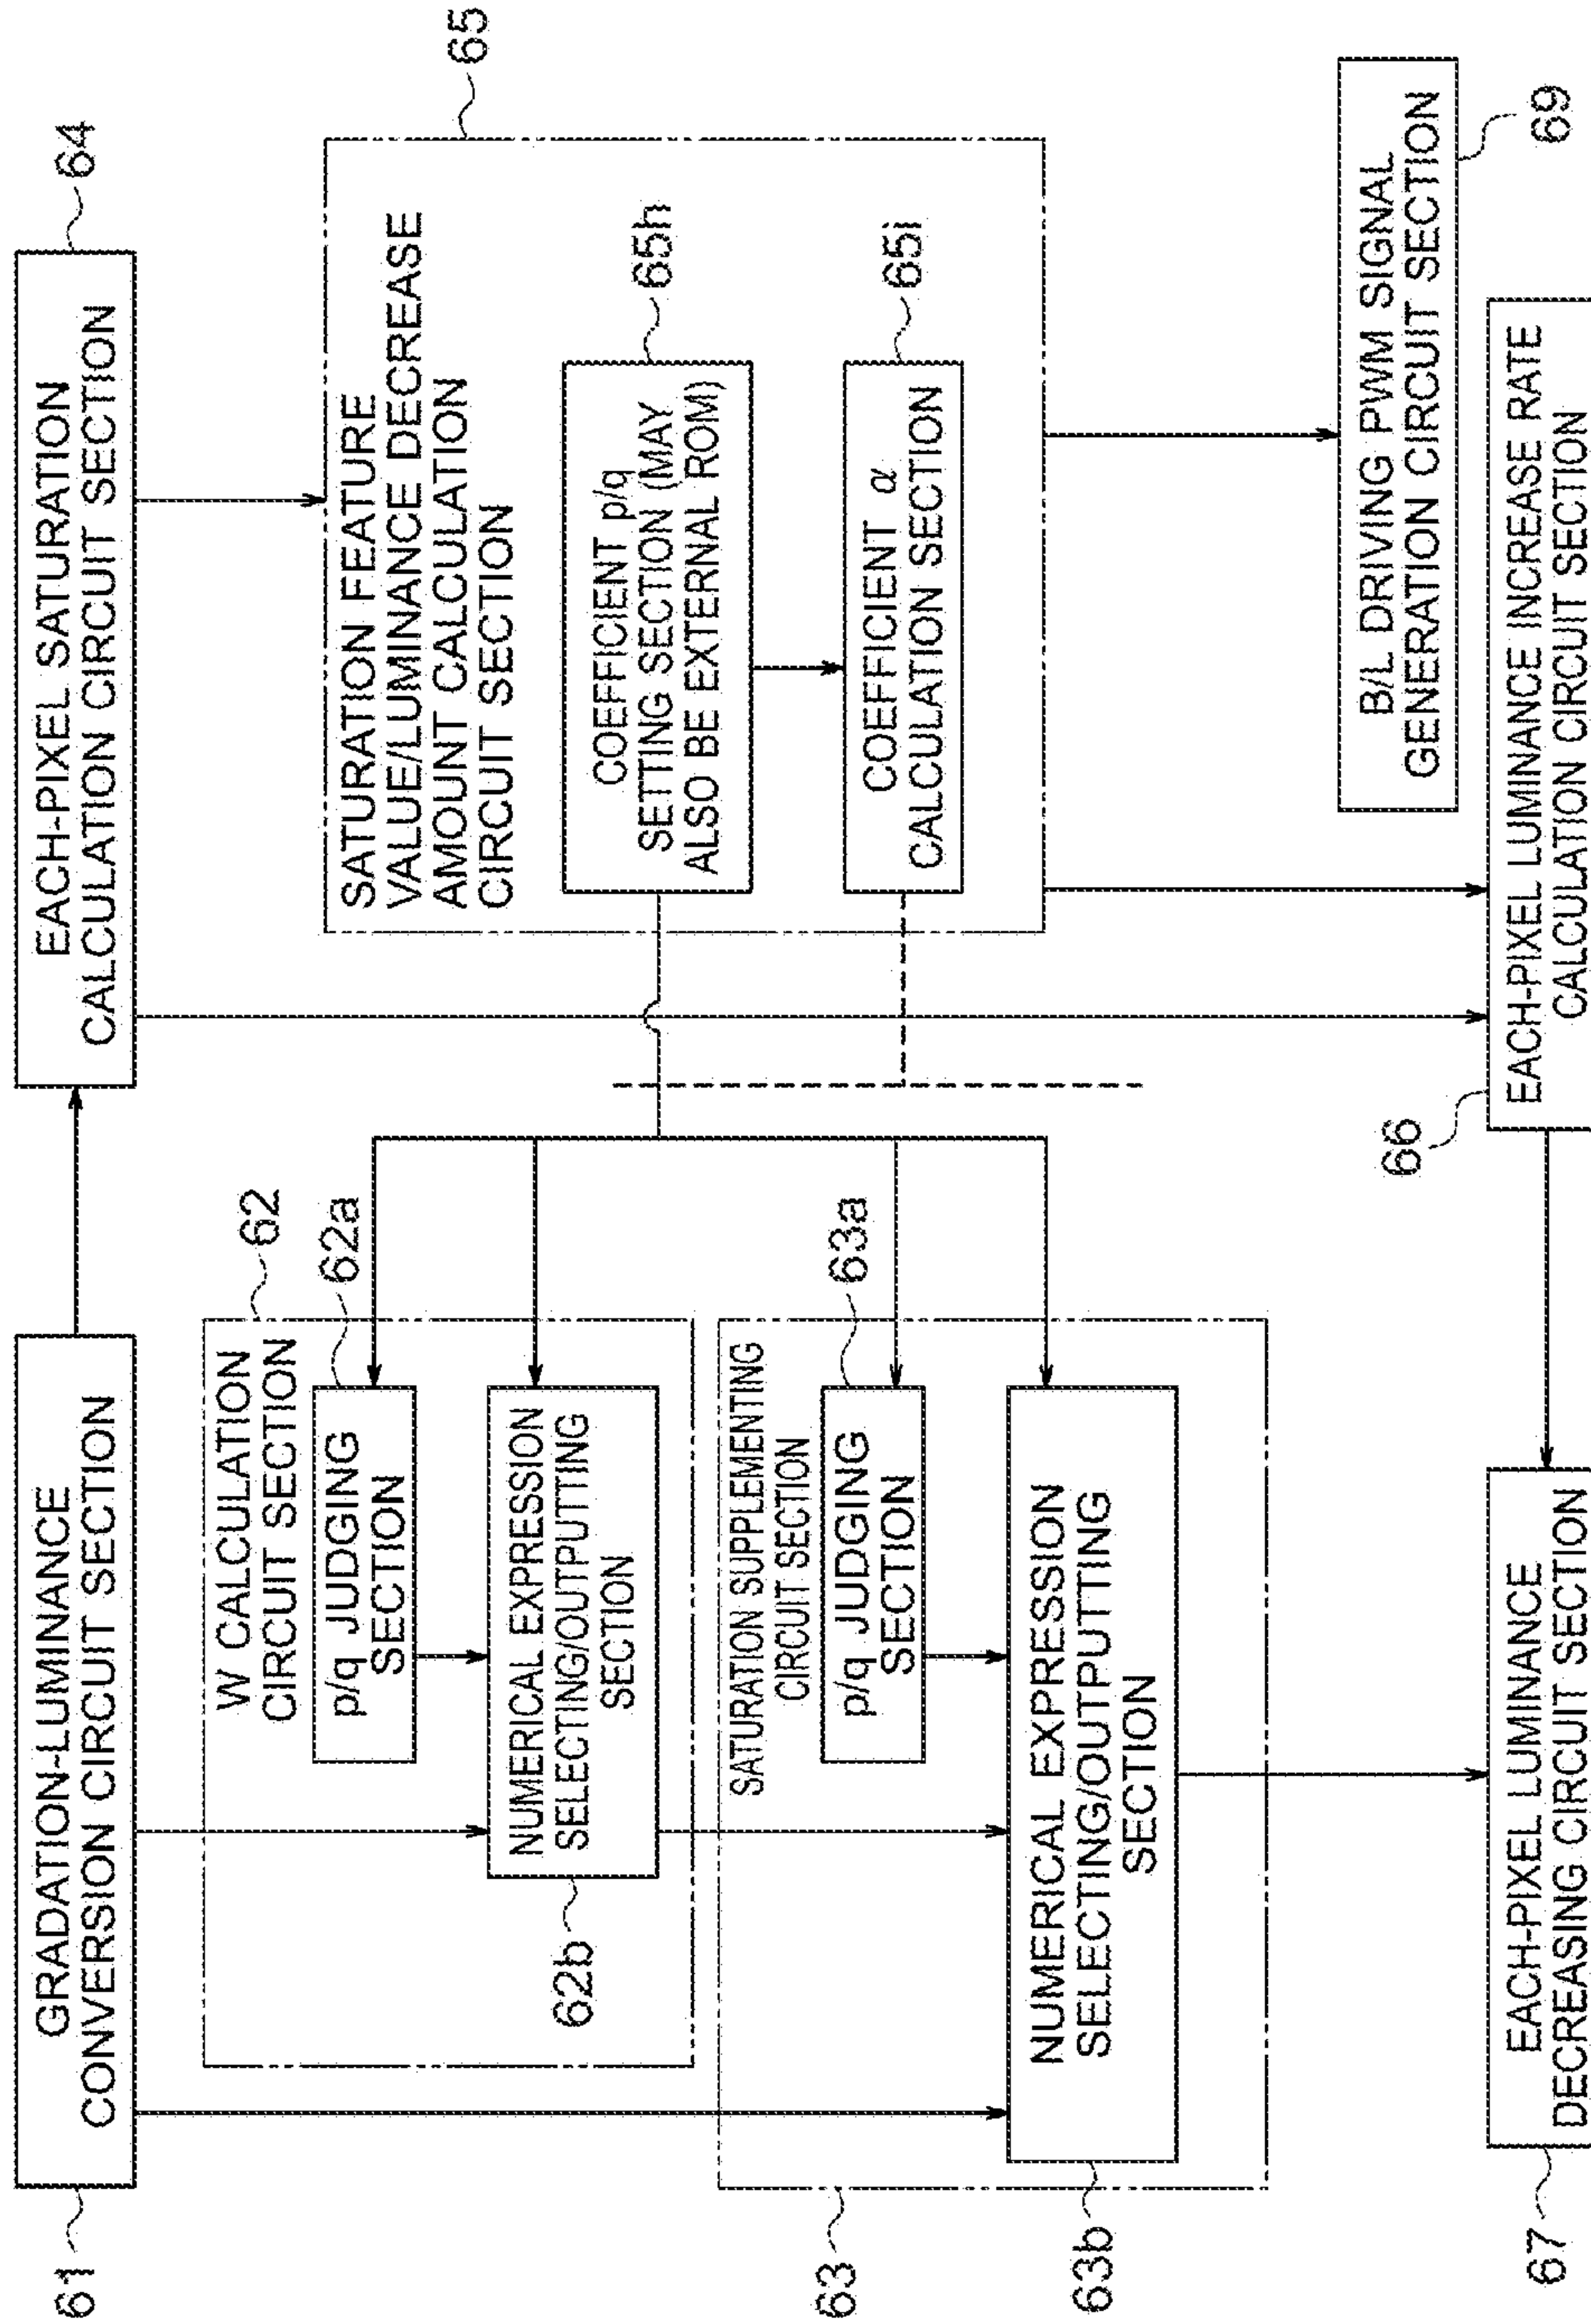 61
GRADATION-LUMINANCE
CONVERSION CIRCUIT SECTION
EACH-PIXEL SATURATION
CALCULATION CIRCUIT SECTION
64
W CALCULATION
CIRCUIT SECTION
62
p/q JUDGING
SECTION
62a
NUMERICAL EXPRESSION
SELECTING/OUTPUTTING
SECTION
62b
SATURATION FEATURE
VALUE/LUMINANCE DECREASE
AMOUNT CALCULATION
CIRCUIT SECTION
65
COEFFICIENT p/q
SETTING SECTION (MAY
ALSO BE EXTERNAL ROM)
65h
COEFFICIENT α
CALCULATION SECTION
65i
63
SATURATION SUPPLEMENTING
CIRCUIT SECTION
p/q JUDGING
SECTION
63a
NUMERICAL EXPRESSION
SELECTING/OUTPUTTING
SECTION
63b
B/L DRIVING PWM SIGNAL
GENERATION CIRCUIT SECTION
69
67
EACH-PIXEL LUMINANCE
DECREASING CIRCUIT SECTION
66
EACH-PIXEL LUMINANCE INCREASE RATE
CALCULATION CIRCUIT SECTION